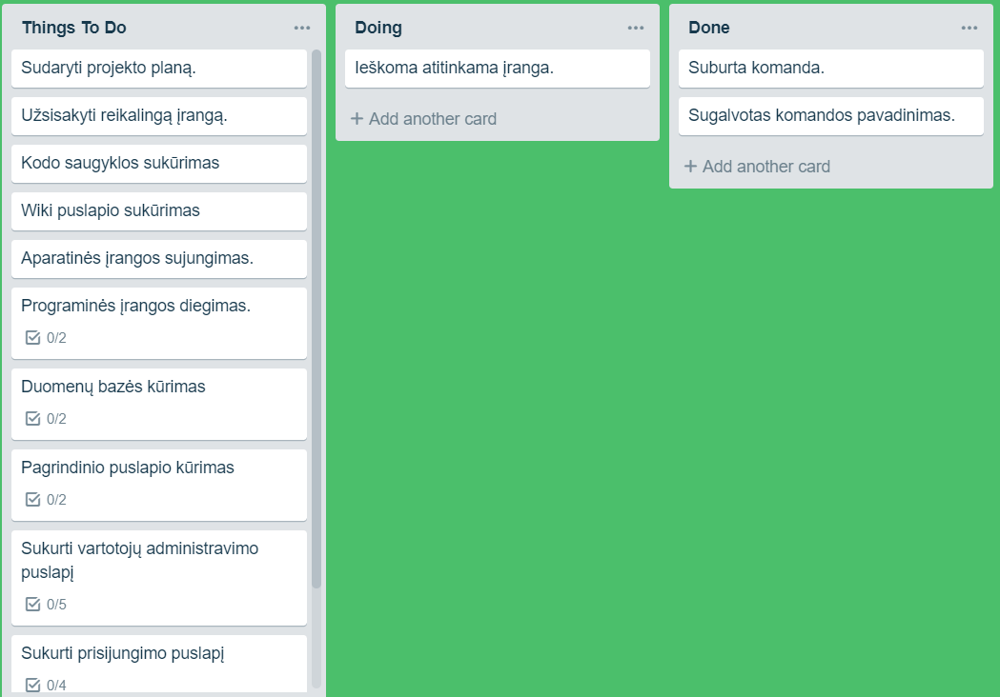 Things To Do
Sudaryti projekto planą.
Užsisakyti reikalingą įrangą.
Kodo saugyklos sukūrimas
Wiki puslapio sukūrimas
Aparatinės įrangos sujungimas.
Programinės įrangos diegimas.
0/2
Duomenų bazės kūrimas
0/2
Pagrindinio puslapio kūrimas
0/2
Sukurti vartotojų administravimo
puslapį
0/5
Sukurti prisijungimo puslapį
0/4
Doing
Ieškoma atitinkama įranga.
+ Add another card
Done
Suburta komanda.
Sugalvotas komandos pavadinimas.
+ Add another card